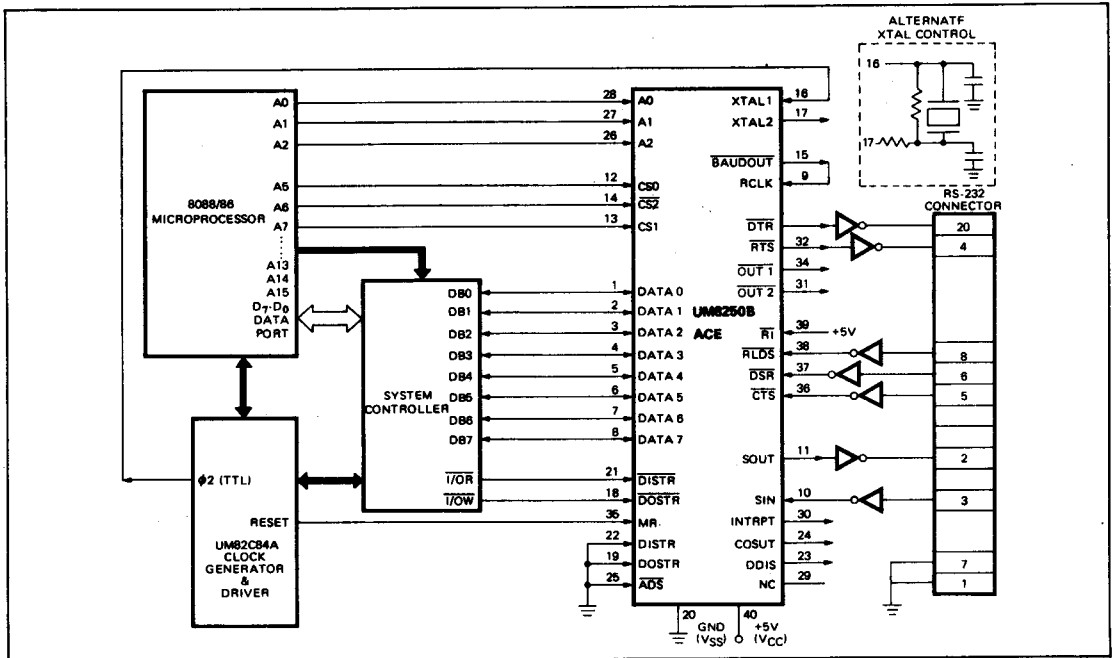 ALTERNATF
XTAL CONTROL
16
17
8088/86
MICROPROCESSOR
A0
A1
A2
A5
A6
A7
A13
A14
A15
D7-D0
DATA
PORT
SYSTEM
CONTROLLER
DB0
DB1
DB2
DB3
DB4
DB5
DB6
DB7
I/OR
I/OW
φ2 (TTL)
RESET
UM82C84A
CLOCK
GENERATOR
&
DRIVER
28 A0
27 A1
26 A2
12 CS0
14 CS2
13 CS1
1 DATA 0
2 DATA 1
3 DATA 2
4 DATA 3
5 DATA 4
6 DATA 5
7 DATA 6
8 DATA 7
21 DISTR
18 DOSTR
35 MR
22 DISTR
19 DOSTR
25 ADS
UM8250B
ACE
XTAL1 16
XTAL2 17
BAUDOUT 15
RCLK 9
DTR 33
RTS 32
OUT 1 34
OUT 2 31
RI 39 +5V
RLDS 38
DSR 37
CTS 36
SOUT 11
SIN 10
INTRPT 30
COSUT 24
DDIS 23
NC 29
20
GND
(VSS)
40
+5V
(VCC)
RS-232
CONNECTOR
20
4
8
6
5
2
3
7
1